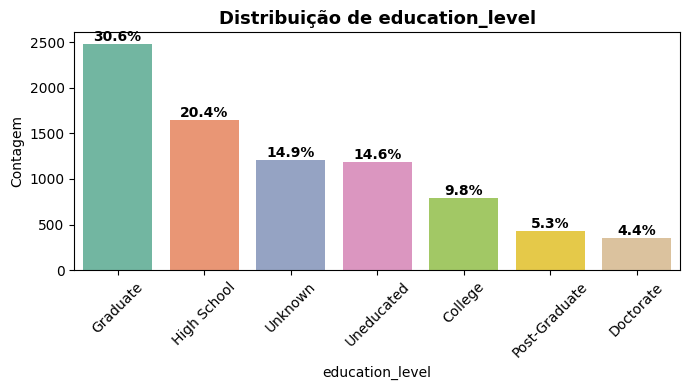 Distribuição de education_level
Contagem
2500
2000
1500
1000
500
0
30.6%
20.4%
14.9%
14.6%
9.8%
5.3%
4.4%
Graduate
High School
Unknown
Uneducated
College
Post-Graduate
Doctorate
education_level